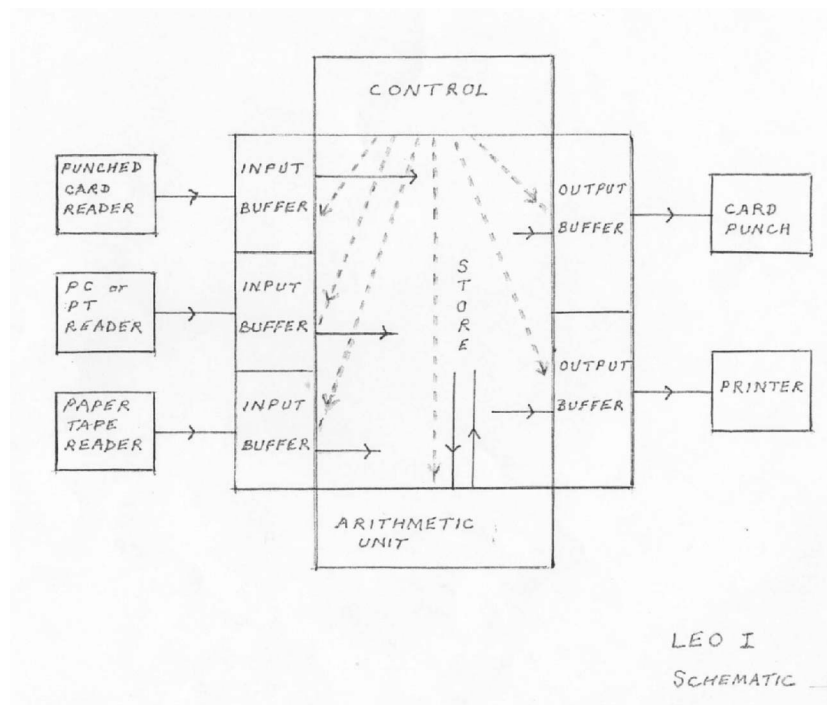 CONTROL
PUNCHED
CARD
READER
INPUT
BUFFER
OUTPUT
BUFFER
CARD
PUNCH
PC or
PT
READER
INPUT
BUFFER
STORE
PAPER
TAPE
READER
INPUT
BUFFER
OUTPUT
BUFFER
PRINTER
ARITHMETIC
UNIT
LEO I
SCHEMATIC